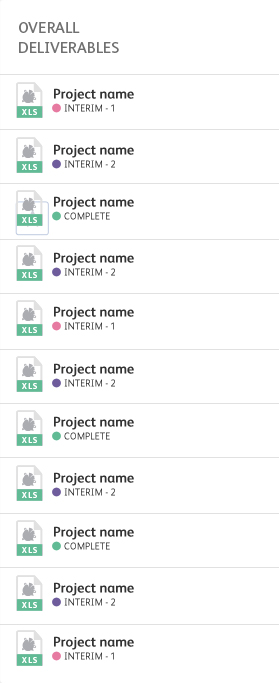 OVERALL
DELIVERABLES
Project name
XLS
INTERIM - 1
Project name
XLS
INTERIM - 2
Project name
XLS
COMPLETE
Project name
XLS
INTERIM - 2
Project name
XLS
INTERIM - 1
Project name
XLS
INTERIM - 2
Project name
XLS
COMPLETE
Project name
XLS
INTERIM - 2
Project name
XLS
COMPLETE
Project name
XLS
INTERIM - 2
Project name
XLS
INTERIM - 1